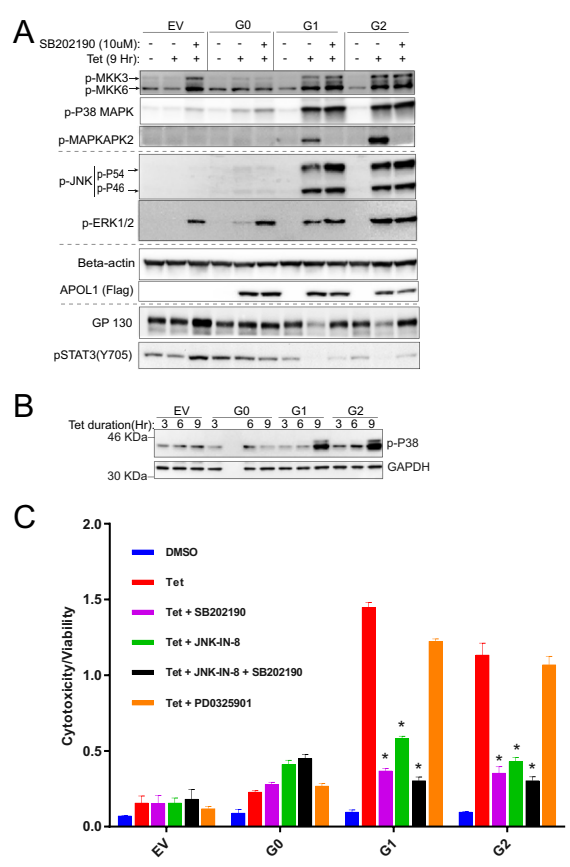 A
EV G0 G1 G2
SB202190 (10uM): - - + - - + - - + - - +
Tet (9 Hr): - + + - + + - + + - + +
p-MKK3→
p-MKK6→
p-P38 MAPK
p-MAPKAPK2
p-JNK p-P54 →
p-P46 →
p-ERK1/2
Beta-actin
APOL1 (Flag)
GP 130
pSTAT3(Y705)
B
EV G0 G1 G2
Tet duration(Hr): 3 6 9 3 6 9 3 6 9 3 6 9
46 KDa
p-P38
GAPDH
30 KDa
C
2.0
DMSO
Tet
1.5
Tet + SB202190
Tet + JNK-IN-8
1.0
Tet + JNK-IN-8 + SB202190
Tet + PD0325901
Cytotoxicity/Viability
0.5
* * * * * *
0.0
EV G0 G1 G2